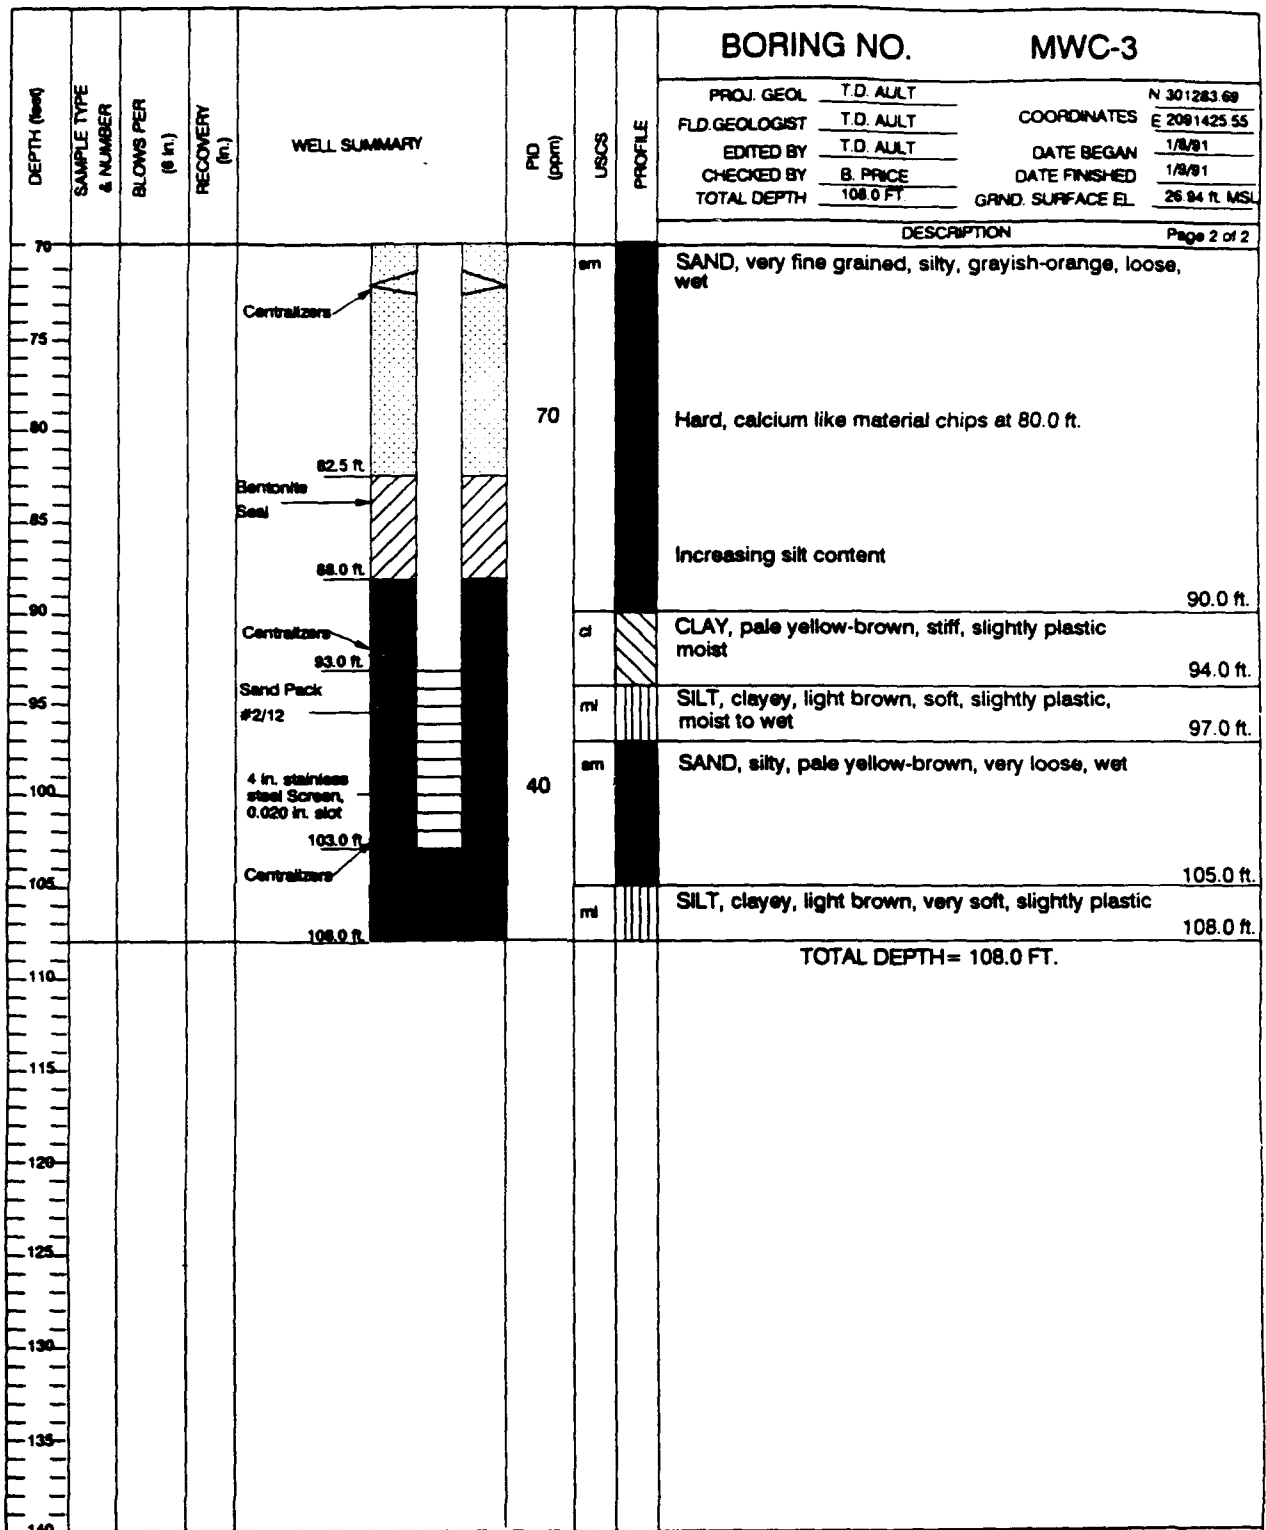 BORING NO. MWC-3
DEPTH (feet)
SAMPLE TYPE
& NUMBER
BLOWS PER
(6 in.)
RECOVERY
(in.)
WELL SUMMARY
PID
(ppm)
USCS
PROFILE
PROJ. GEOL T.D. AULT
FLD.GEOLOGIST T.D. AULT
EDITED BY T.D. AULT
CHECKED BY B. PRICE
TOTAL DEPTH 108.0 FT.
COORDINATES N 301283.69
E 2091425.55
DATE BEGAN 1/8/91
DATE FINISHED 1/9/91
GRND. SURFACE EL. 26.94 ft. MSL
DESCRIPTION Page 2 of 2
70
sm SAND, very fine grained, silty, grayish-orange, loose,
wet
Centralizers
75
70 Hard, calcium like material chips at 80.0 ft.
80
82.5 ft.
Bentonite
Seal
85
Increasing silt content
88.0 ft.
90.0 ft.
90
cl CLAY, pale yellow-brown, stiff, slightly plastic
moist
Centralizers
93.0 ft.
94.0 ft.
Sand Pack
#2/12
95
ml SILT, clayey, light brown, soft, slightly plastic,
moist to wet
97.0 ft.
sm SAND, silty, pale yellow-brown, very loose, wet
4 in. stainless
steel Screen,
0.020 in. slot
40
100
103.0 ft.
Centralizers
105.0 ft.
105
ml SILT, clayey, light brown, very soft, slightly plastic
108.0 ft.
108.0 ft.
TOTAL DEPTH= 108.0 FT.
110
115
120
125
130
135
140